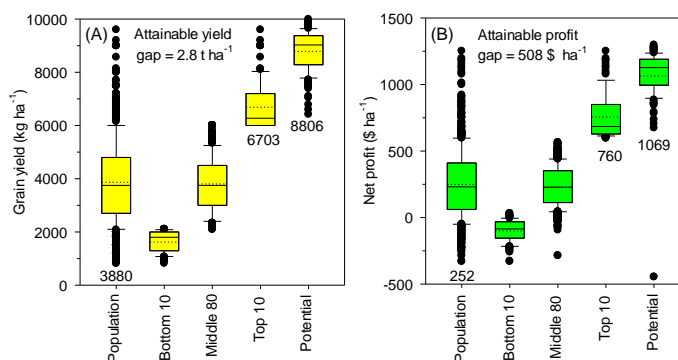 (A)
Attainable yield
gap = 2.8 t ha⁻¹
Grain yield (kg ha⁻¹)
10000
8000
6000
4000
2000
0
3880
6703
8806
Population
Bottom 10
Middle 80
Top 10
Potential
(B)
Attainable profit
gap = 508 $ ha⁻¹
Net profit ($ ha⁻¹)
1500
1000
500
0
-500
252
760
1069
Population
Bottom 10
Middle 80
Top 10
Potential